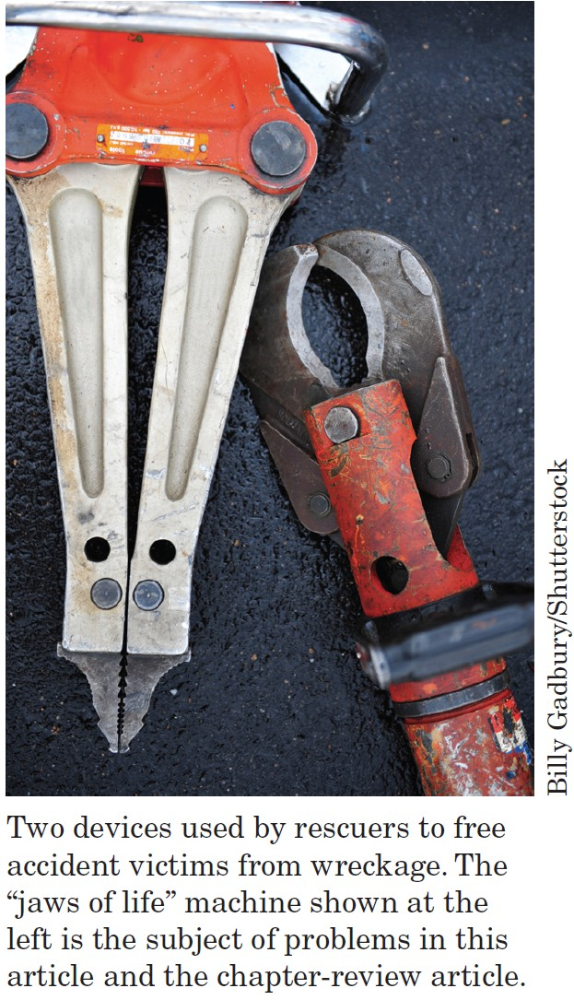 Two devices used by rescuers to free
accident victims from wreckage. The
“jaws of life” machine shown at the
left is the subject of problems in this
article and the chapter-review article.
Billy Gadbury/Shutterstock